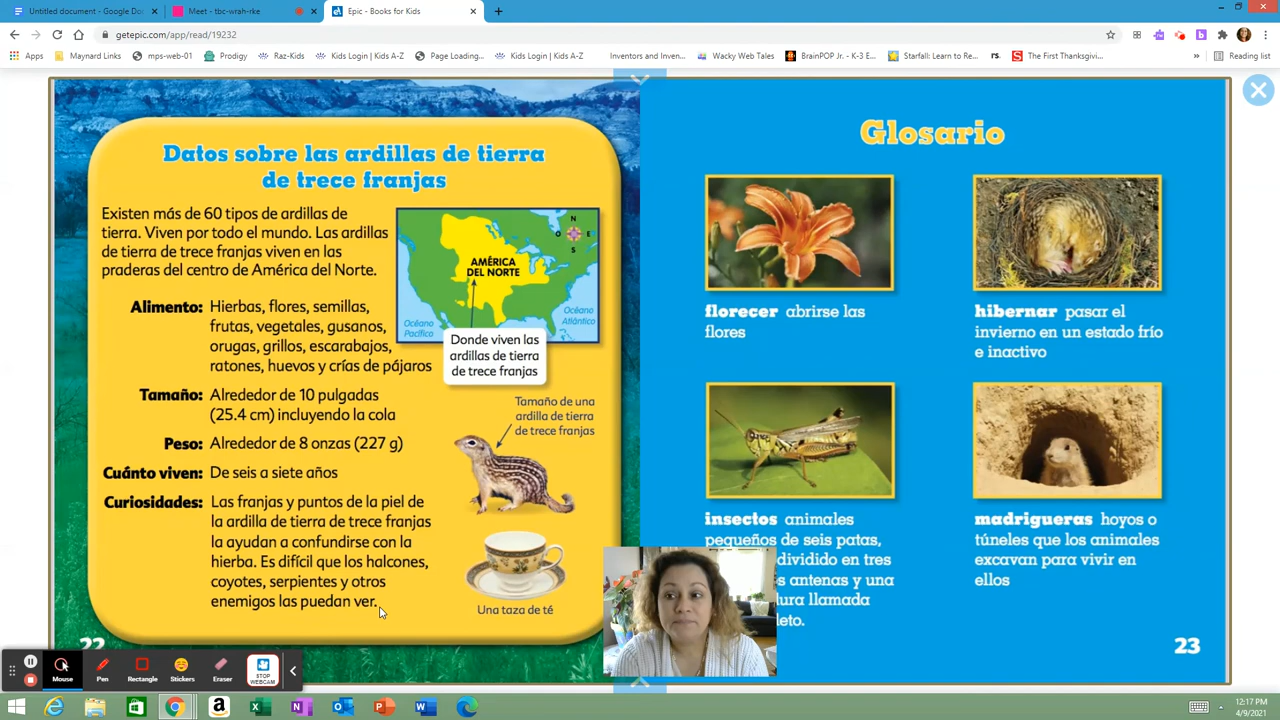 Untitled document - Google Doc
Meet - tbc-wrah-rke
Epic - Books for Kids
getepic.com/app/read/19232
Apps
Maynard Links
mps-web-01
Prodigy
Raz-Kids
Kids Login | Kids A-Z
Page Loading...
Kids Login | Kids A-Z
Inventors and Inven...
Wacky Web Tales
BrainPOP Jr. - K-3 E...
Starfall: Learn to Re...
rs.
The First Thanksgivi...
Reading list
Datos sobre las ardillas de tierra
de trece franjas
Existen más de 60 tipos de ardillas de
tierra. Viven por todo el mundo. Las ardillas
de tierra de trece franjas viven en las
praderas del centro de América del Norte.
Alimento: Hierbas, flores, semillas,
frutas, vegetales, gusanos,
orugas, grillos, escarabajos,
ratones, huevos y crías de pájaros
Tamaño: Alrededor de 10 pulgadas
(25.4 cm) incluyendo la cola
Peso: Alrededor de 8 onzas (227 g)
Cuánto viven: De seis a siete años
Curiosidades: Las franjas y puntos de la piel de
la ardilla de tierra de trece franjas
la ayudan a confundirse con la
hierba. Es difícil que los halcones,
coyotes, serpientes y otros
enemigos las puedan ver.
N
O E
S
AMÉRICA
DEL NORTE
Océano
Pacífico
Océano
Atlántico
Donde viven las
ardillas de tierra
de trece franjas
Tamaño de una
ardilla de tierra
de trece franjas
Una taza de té
22
Glosario
florecer abrirse las
flores
hibernar pasar el
invierno en un estado frío
e inactivo
insectos animales
pequeños de seis patas,
dividido en tres
s antenas y una
ura llamada
leto.
madrigueras hoyos o
túneles que los animales
excavan para vivir en
ellos
23
Mouse
Pen
Rectangle
Stickers
Eraser
STOP
WEBCAM
12:17 PM
4/9/2021